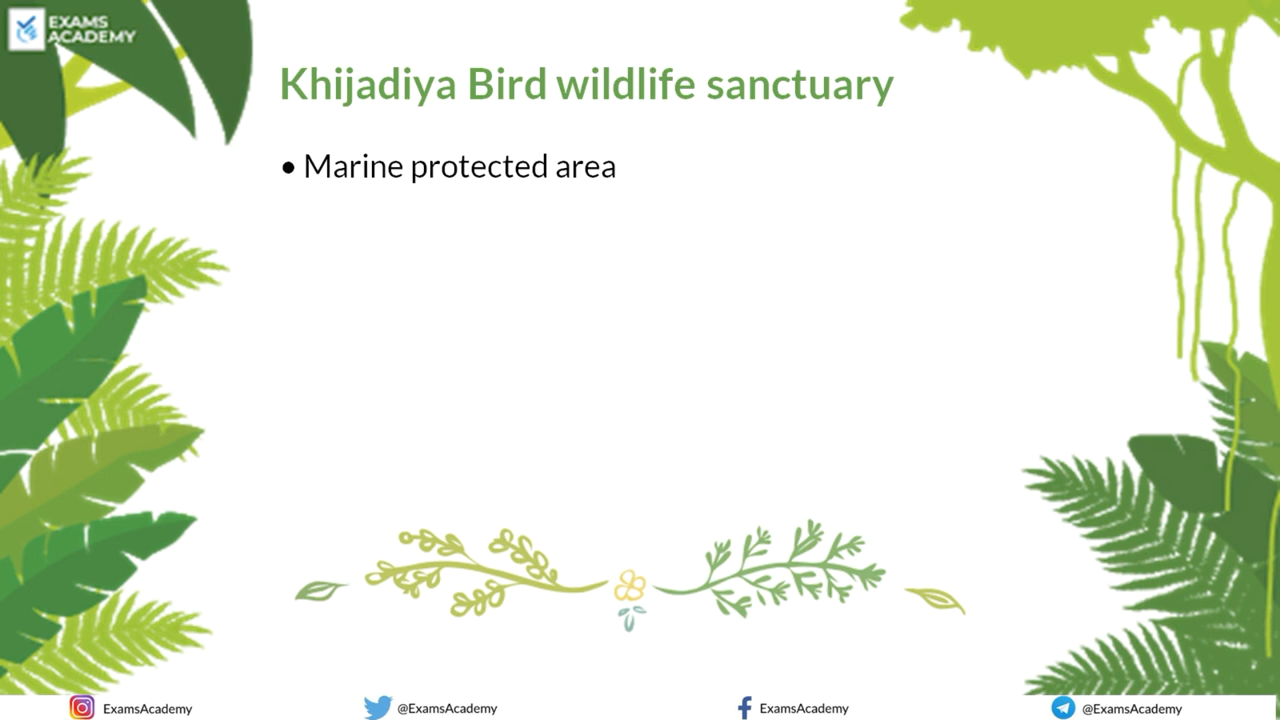 EXAMS
ACADEMY
Khijadiya Bird wildlife sanctuary
• Marine protected area
ExamsAcademy
@ExamsAcademy
ExamsAcademy
@ExamsAcademy